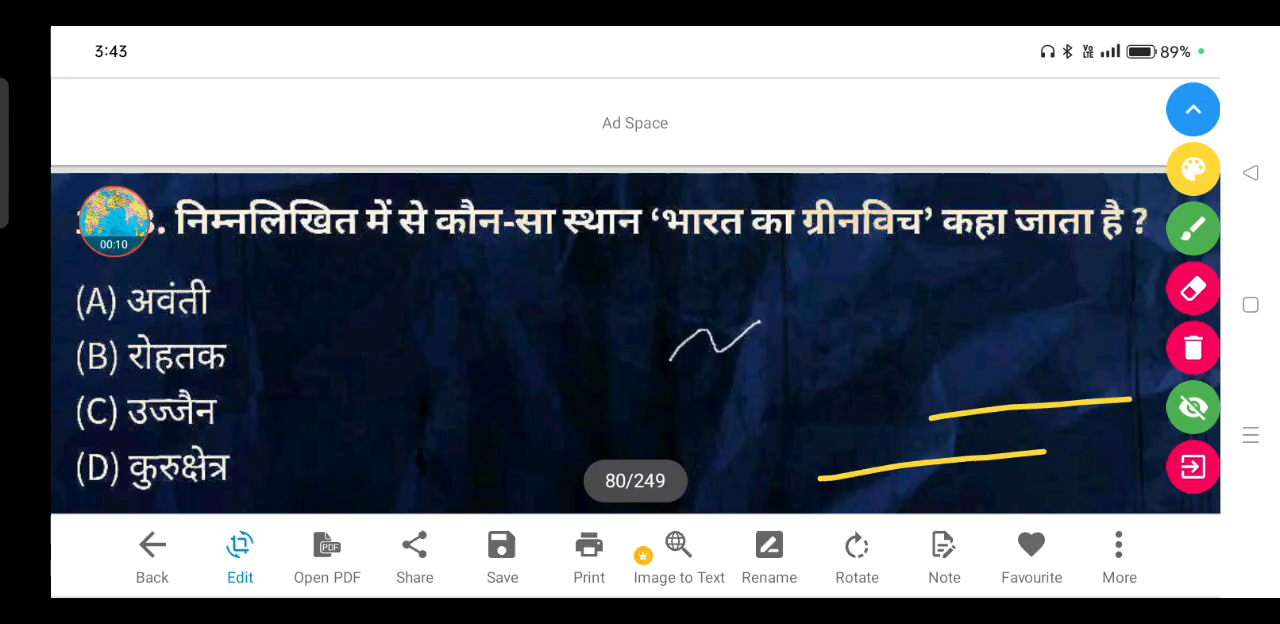 3:43
89%
Ad Space
3. निम्नलिखित में से कौन-सा स्थान ‘भारत का ग्रीनविच’ कहा जाता है ?
00:10
(A) अवंती
(B) रोहतक
(C) उज्जैन
(D) कुरुक्षेत्र
80/249
Back Edit Open PDF Share Save Print Image to Text Rename Rotate Note Favourite More